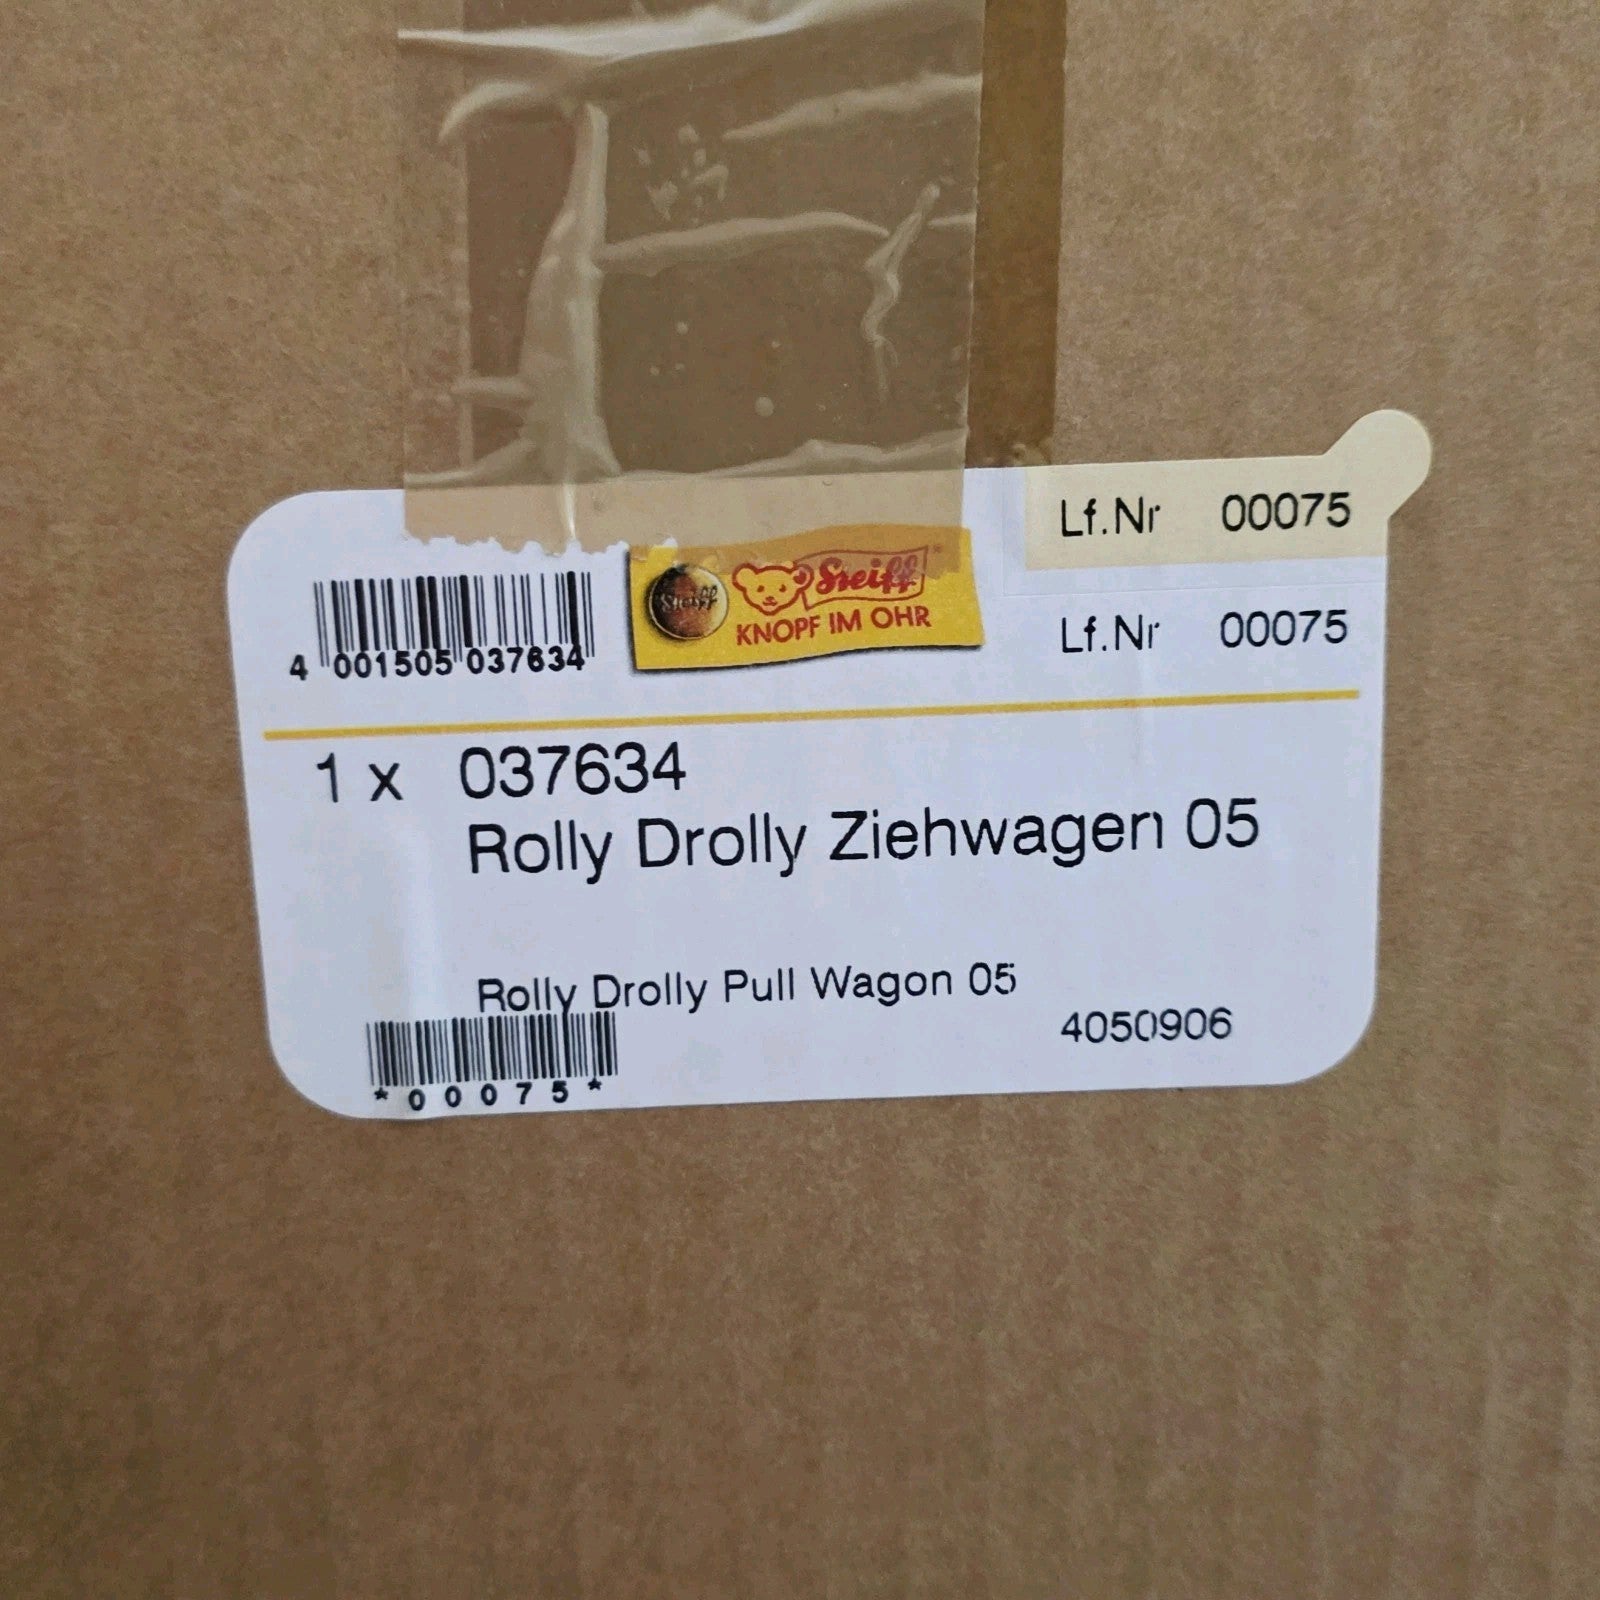 Lf.Nr 00075
4 001505 037634
Steiff
Steiff
KNOPF IM OHR
Lf.Nr 00075
1 x 037634
Rolly Drolly Ziehwagen 05
Rolly Drolly Pull Wagon 05
4050906
*00075*